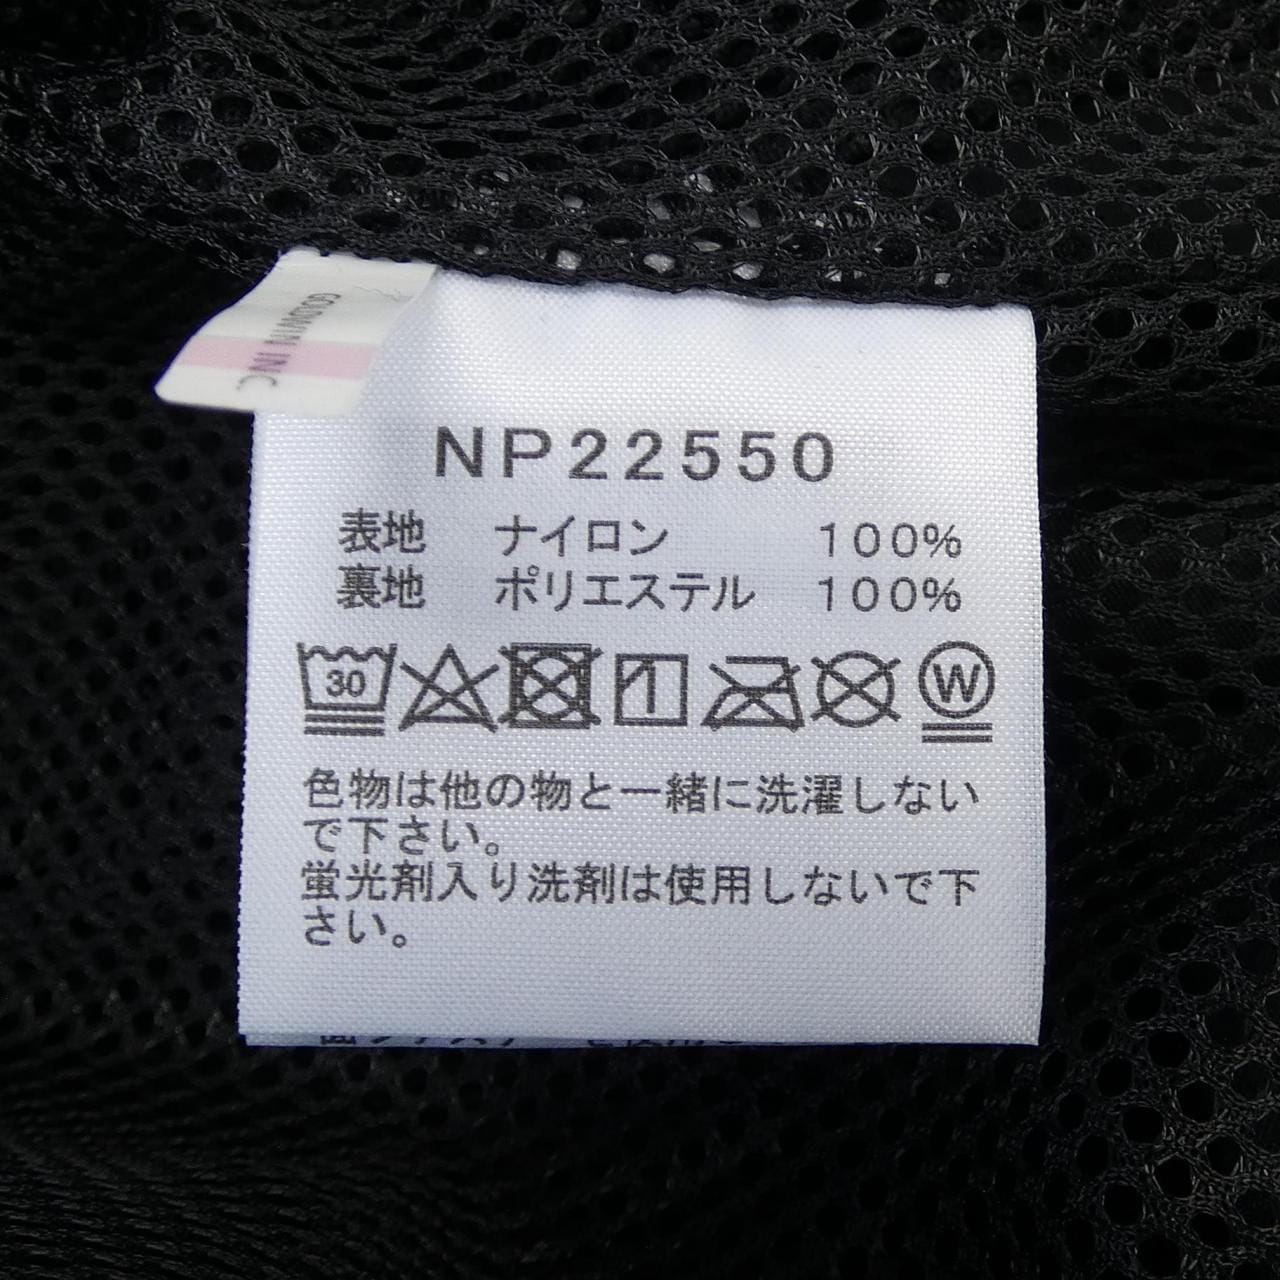 GOLDWIN INC
NP22550
表地 ナイロン 100%
裏地 ポリエステル 100%
30 1 W
色物は他の物と一緒に洗濯しない
で下さい。
蛍光剤入り洗剤は使用しないで下
さい。